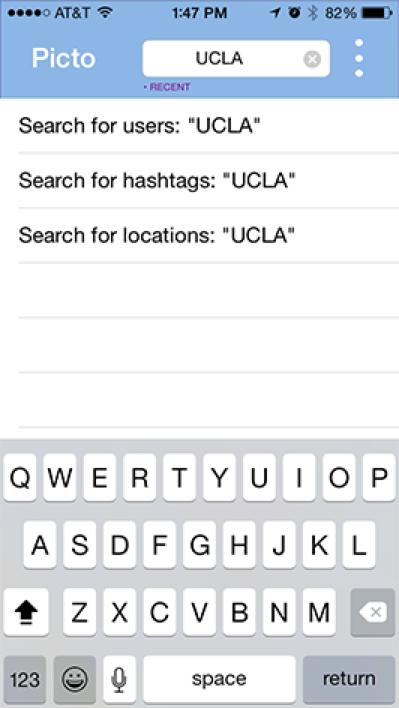 AT&T 1:47 PM 82%
Picto UCLA
• RECENT
Search for users: "UCLA"
Search for hashtags: "UCLA"
Search for locations: "UCLA"
Q W E R T Y U I O P
A S D F G H J K L
Z X C V B N M
123 space return